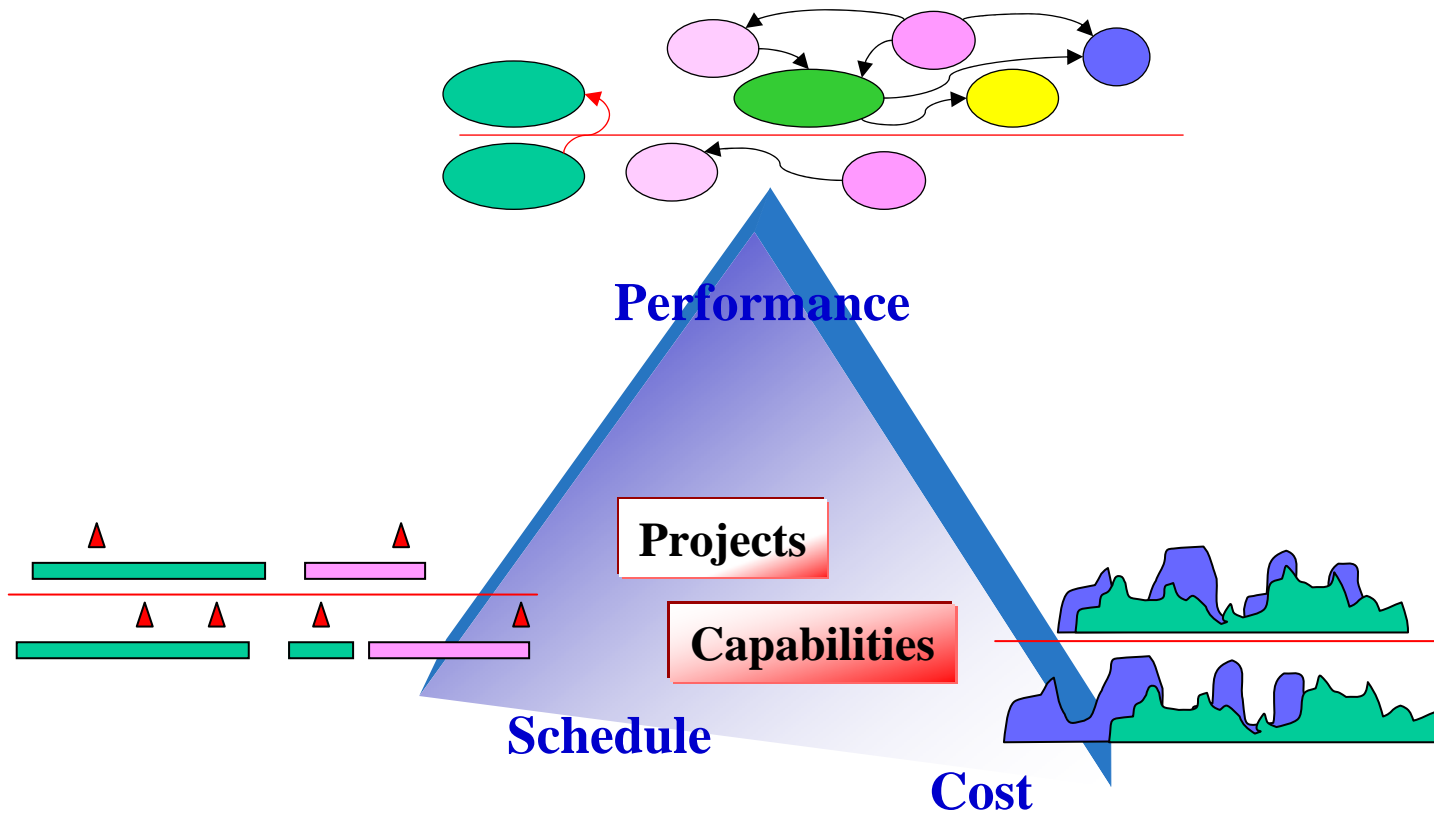 Performance
Projects
Capabilities
Schedule
Cost